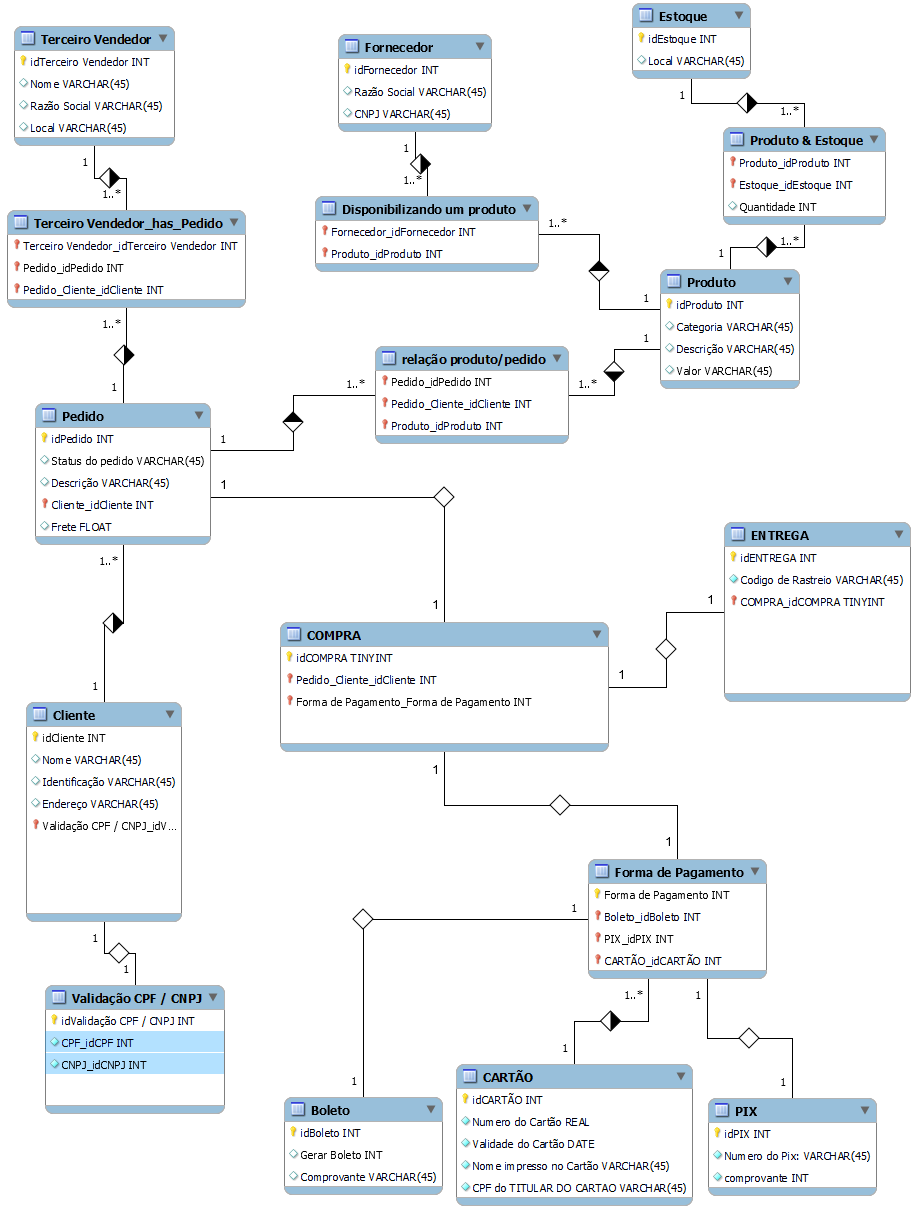 Terceiro Vendedor
idTerceiro Vendedor INT
Nome VARCHAR(45)
Razão Social VARCHAR(45)
Local VARCHAR(45)
1
1..*
Fornecedor
idFornecedor INT
Razão Social VARCHAR(45)
CNPJ VARCHAR(45)
1
1..*
Estoque
idEstoque INT
Local VARCHAR(45)
1
1..*
Produto & Estoque
Produto_idProduto INT
Estoque_idEstoque INT
Quantidade INT
1..*
1
Terceiro Vendedor_has_Pedido
Terceiro Vendedor_idTerceiro Vendedor INT
Pedido_idPedido INT
Pedido_Cliente_idCliente INT
1..*
1
Disponibilizando um produto
Fornecedor_idFornecedor INT
Produto_idProduto INT
1..*
1
Produto
idProduto INT
Categoria VARCHAR(45)
Descrição VARCHAR(45)
Valor VARCHAR(45)
1
1..*
relação produto/pedido
Pedido_idPedido INT
Pedido_Cliente_idCliente INT
Produto_idProduto INT
1..*
1
Pedido
idPedido INT
Status do pedido VARCHAR(45)
Descrição VARCHAR(45)
Cliente_idCliente INT
Frete FLOAT
1
1
1..*
1
ENTREGA
idENTREGA INT
Codigo de Rastreio VARCHAR(45)
COMPRA_idCOMPRA TINYINT
1
1
COMPRA
idCOMPRA TINYINT
Pedido_Cliente_idCliente INT
Forma de Pagamento_Forma de Pagamento INT
1
1
Cliente
idCliente INT
Nome VARCHAR(45)
Identificação VARCHAR(45)
Endereço VARCHAR(45)
Validação CPF / CNPJ_idV...
1
1
Forma de Pagamento
Forma de Pagamento INT
Boleto_idBoleto INT
PIX_idPIX INT
CARTÃO_idCARTÃO INT
1
1
1..*
1
1
1
Validação CPF / CNPJ
idValidação CPF / CNPJ INT
CPF_idCPF INT
CNPJ_idCNPJ INT
Boleto
idBoleto INT
Gerar Boleto INT
Comprovante VARCHAR(45)
CARTÃO
idCARTÃO INT
Numero do Cartão REAL
Validade do Cartão DATE
Nome impresso no Cartão VARCHAR(45)
CPF do TITULAR DO CARTAO VARCHAR(45)
PIX
idPIX INT
Numero do Pix: VARCHAR(45)
comprovante INT